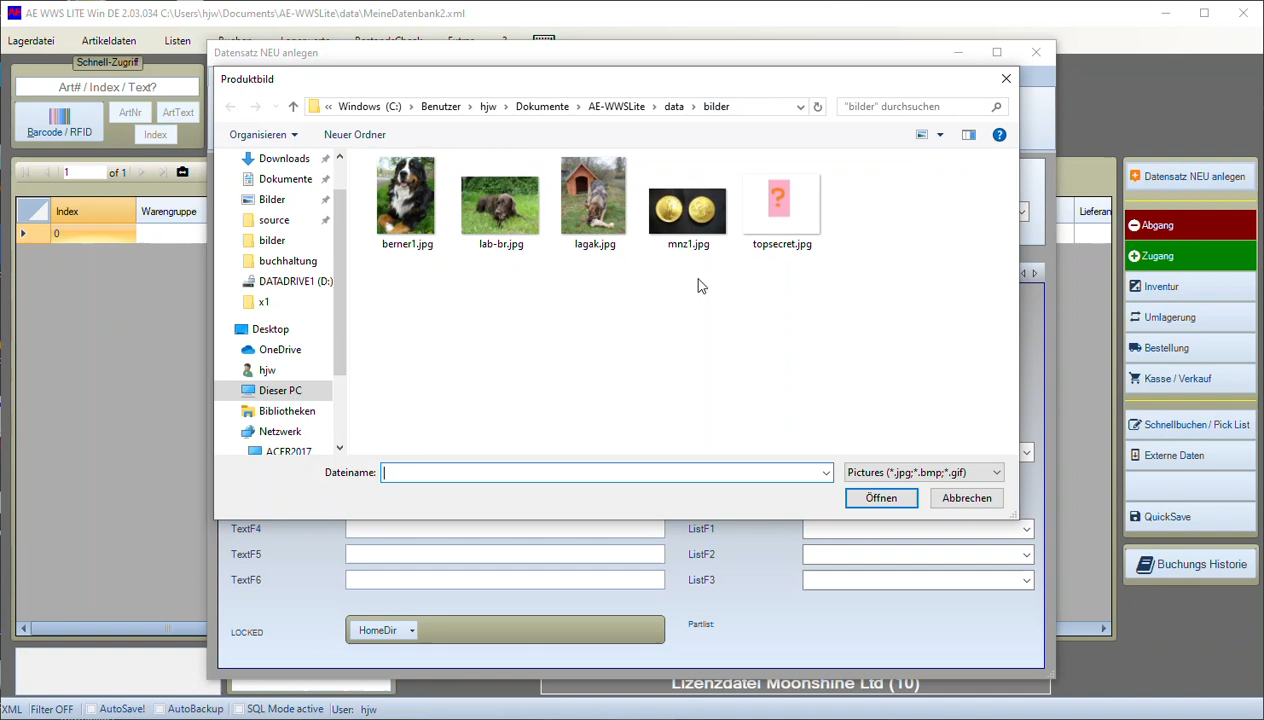 AE WWS LITE Win DE 2.03.034 C:\Users\hjw\Documents\AE-WWSLite\data\MeineDatenbank2.xml
Lagerdatei Artikeldaten Listen
Datensatz NEU anlegen
Schnell-Zugriff
Art# / Index / Text?
Barcode / RFID
ArtNr ArtText
Index
1 of 1
Index Warengruppe
0
Produktbild
« Windows (C:) › Benutzer › hjw › Dokumente › AE-WWSLite › data › bilder
"bilder" durchsuchen
Organisieren Neuer Ordner
Downloads
Dokumente
Bilder
source
bilder
buchhaltung
DATADRIVE1 (D:)
x1
Desktop
OneDrive
hjw
Dieser PC
Bibliotheken
Netzwerk
ACER2017
berner1.jpg lab-br.jpg lagak.jpg mnz1.jpg topsecret.jpg
Dateiname:
Pictures (*.jpg;*.bmp;*.gif)
Öffnen Abbrechen
TextF4 ListF1
TextF5 ListF2
TextF6 ListF3
LOCKED HomeDir Partlist:
Lieferan
Datensatz NEU anlegen
Abgang
Zugang
Inventur
Umlagerung
Bestellung
Kasse / Verkauf
Schnellbuchen / Pick List
Externe Daten
QuickSave
Buchungs Historie
Lizenzdatei Moonshine Ltd (10)
XML Filter OFF AutoSave! AutoBackup SQL Mode active User: hjw